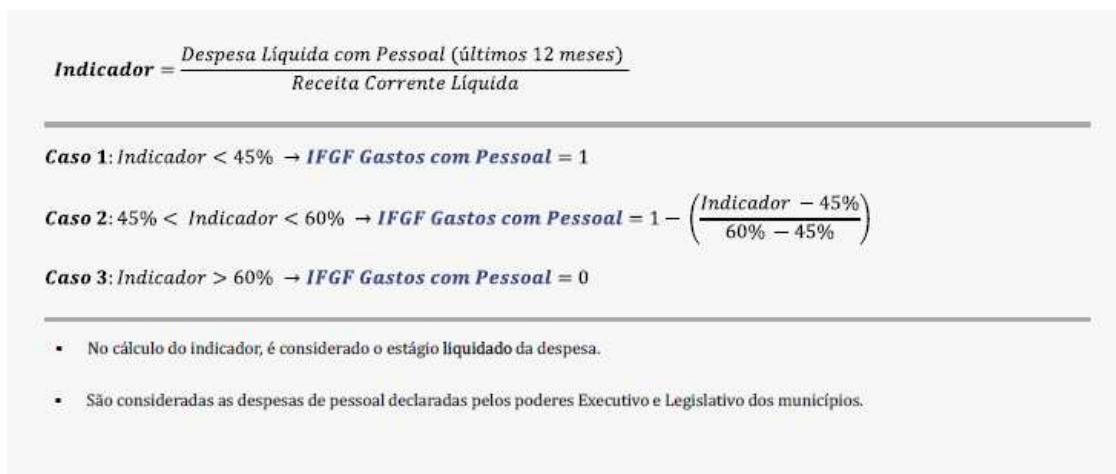 Indicador = Despesa Líquida com Pessoal (últimos 12 meses) / Receita Corrente Líquida
Caso 1: Indicador < 45% → IFGF Gastos com Pessoal = 1
Caso 2: 45% < Indicador < 60% → IFGF Gastos com Pessoal = 1 − (Indicador − 45% / 60% − 45%)
Caso 3: Indicador > 60% → IFGF Gastos com Pessoal = 0
▪ No cálculo do indicador, é considerado o estágio liquidado da despesa.
▪ São consideradas as despesas de pessoal declaradas pelos poderes Executivo e Legislativo dos municípios.